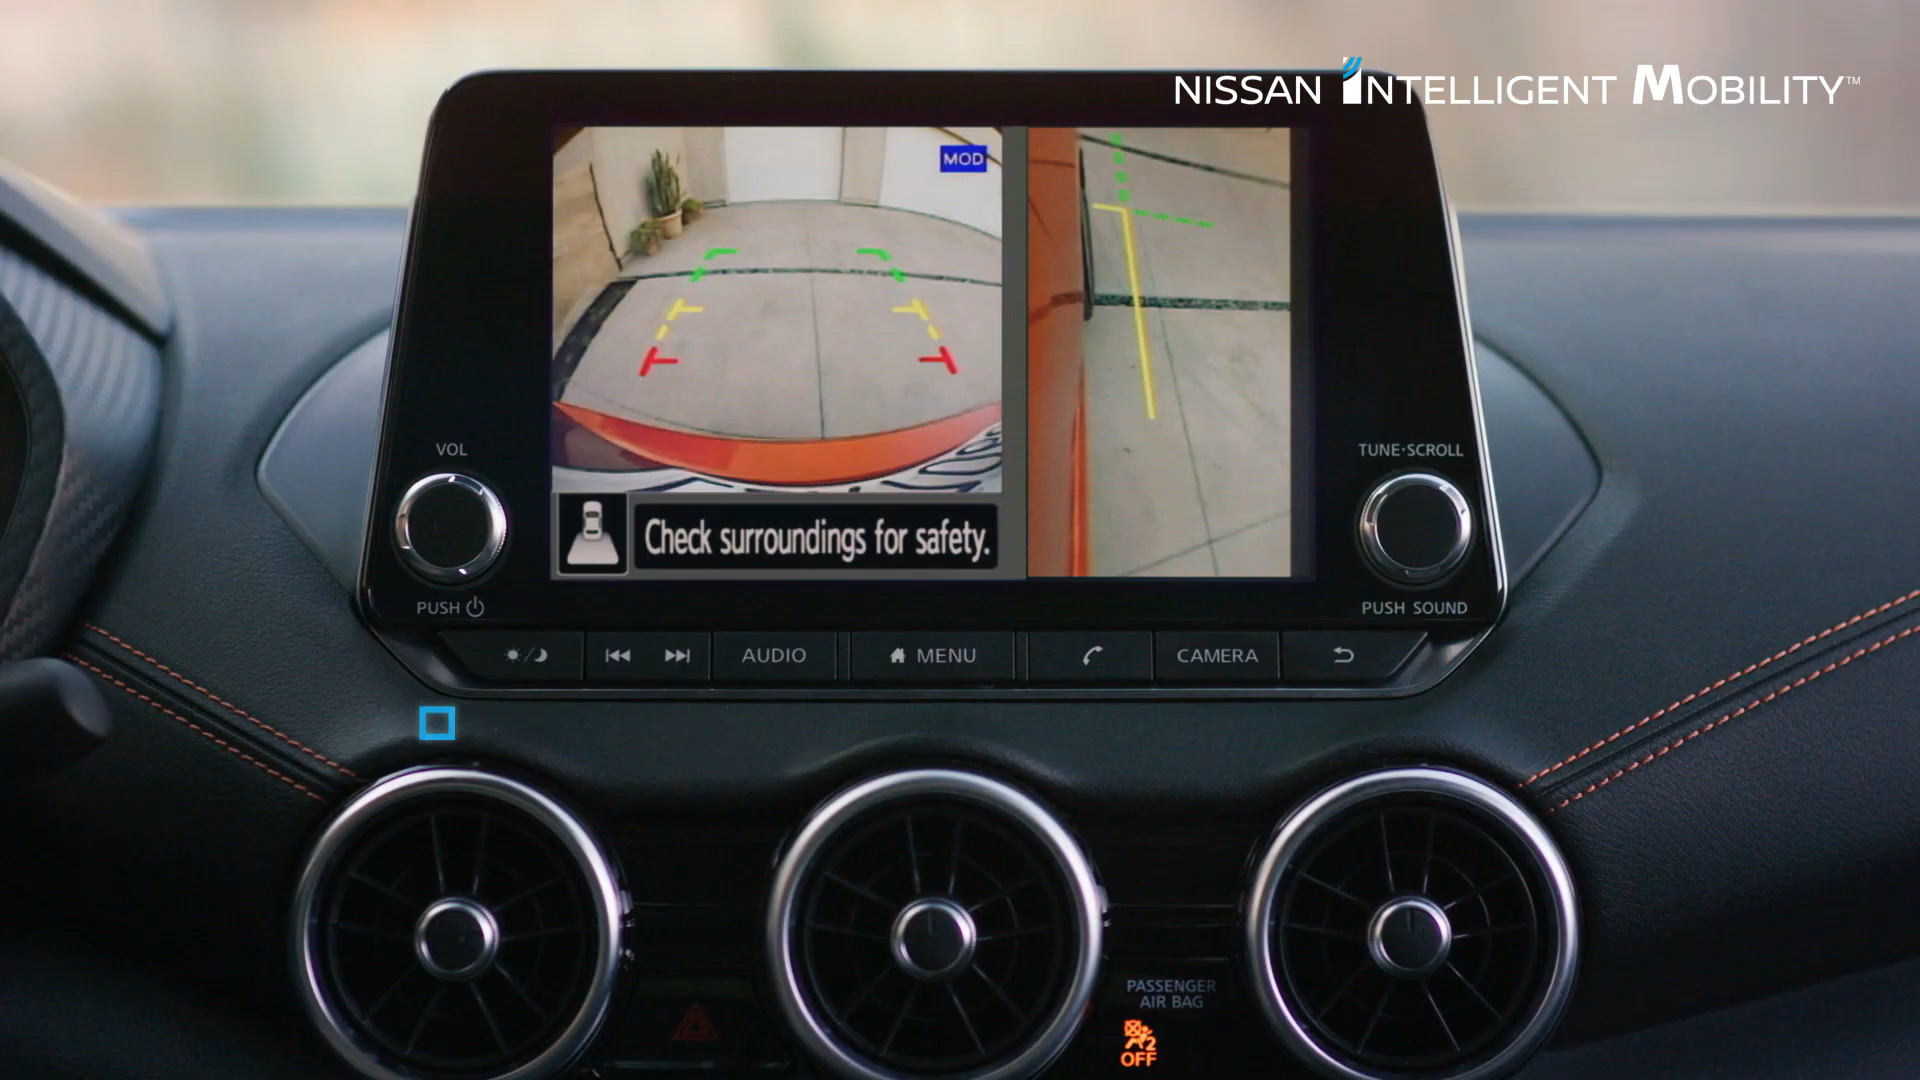 NISSAN INTELLIGENT MOBILITY™
MOD
Check surroundings for safety.
VOL
TUNE·SCROLL
PUSH
PUSH SOUND
AUDIO
MENU
CAMERA
PASSENGER
AIR BAG
2
OFF